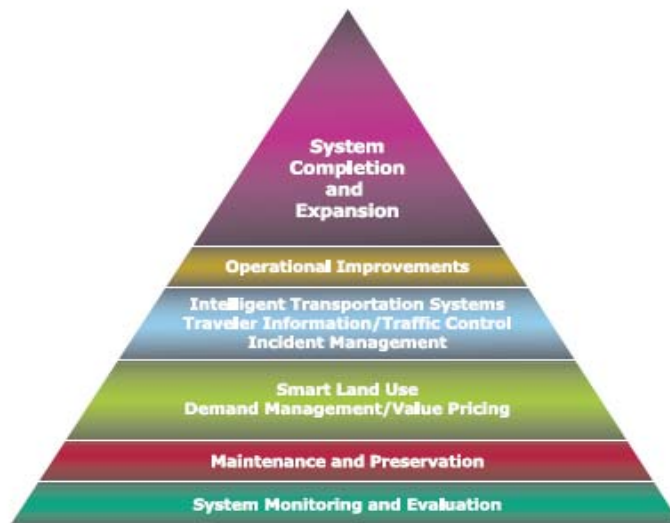 System
Completion
and
Expansion
Operational Improvements
Intelligent Transportation Systems
Traveler Information/Traffic Control
Incident Management
Smart Land Use
Demand Management/Value Pricing
Maintenance and Preservation
System Monitoring and Evaluation